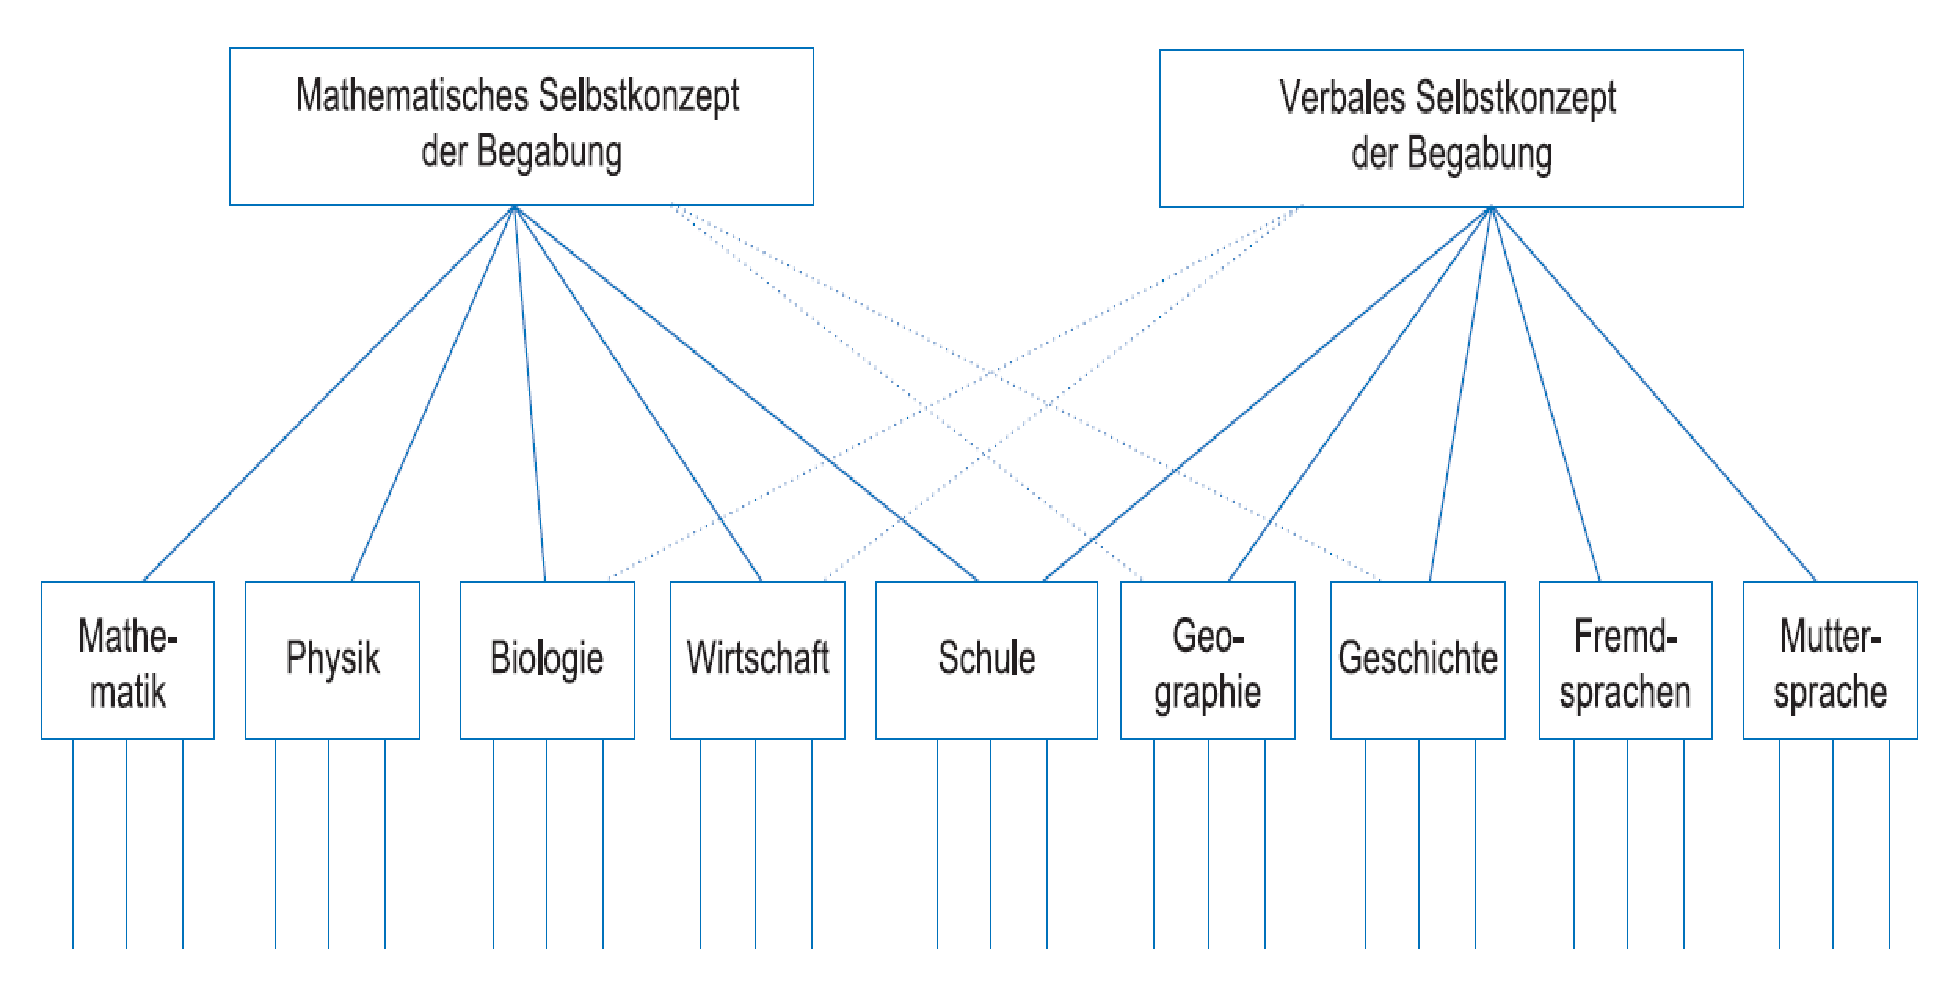 Mathematisches Selbstkonzept
der Begabung
Verbales Selbstkonzept
der Begabung
Mathe-
matik
Physik
Biologie
Wirtschaft
Schule
Geo-
graphie
Geschichte
Fremd-
sprachen
Mutter-
sprache